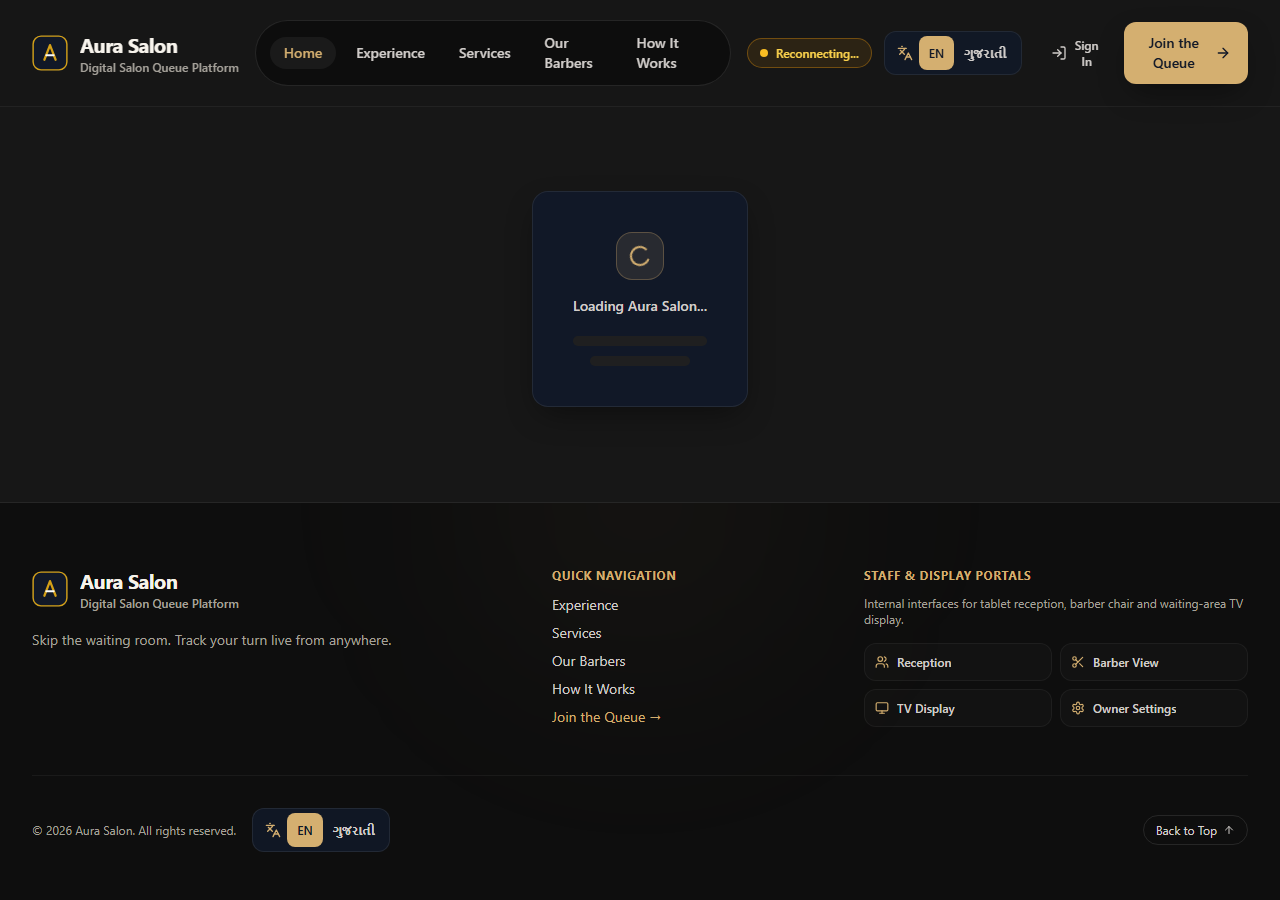 A
Aura Salon
Digital Salon Queue Platform
Home
Experience
Services
Our
Barbers
How It
Works
Reconnecting...
EN
ગુજરાતી
Sign
In
Join the
Queue
Loading Aura Salon...
A
Aura Salon
Digital Salon Queue Platform
Skip the waiting room. Track your turn live from anywhere.
QUICK NAVIGATION
Experience
Services
Our Barbers
How It Works
Join the Queue →
STAFF & DISPLAY PORTALS
Internal interfaces for tablet reception, barber chair and waiting-area TV
display.
Reception
Barber View
TV Display
Owner Settings
© 2026 Aura Salon. All rights reserved.
EN
ગુજરાતી
Back to Top